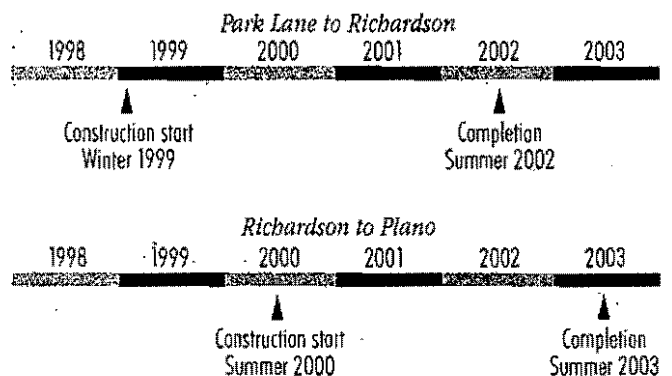 Park Lane to Richardson
1998 1999 2000 2001 2002 2003
Construction start Completion
Winter 1999 Summer 2002
Richardson to Plano
1998 1999 2000 2001 2002 2003
Construction start Completion
Summer 2000 Summer 2003